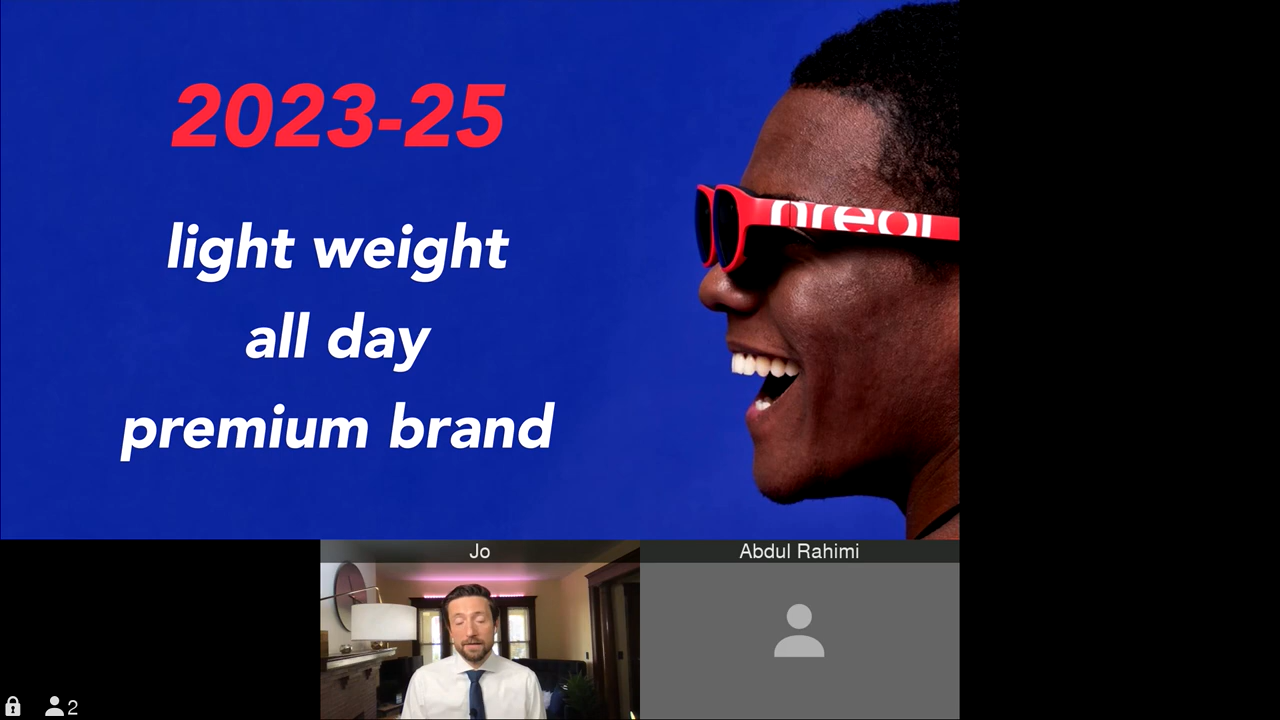 2023-25
light weight
all day
premium brand
nreal
Jo
Abdul Rahimi
2